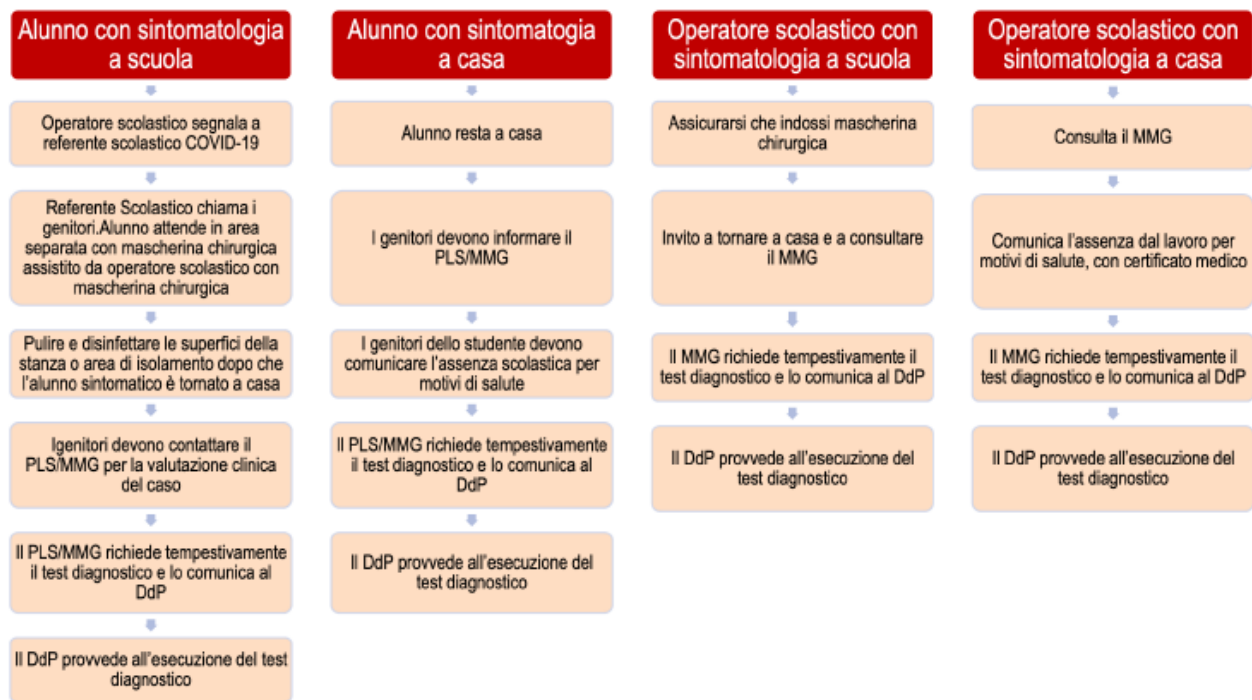 Alunno con sintomatologia
a scuola
Operatore scolastico segnala a
referente scolastico COVID-19
Referente Scolastico chiama i
genitori.Alunno attende in area
separata con mascherina chirurgica
assistito da operatore scolastico con
mascherina chirurgica
Pulire e disinfettare le superfici della
stanza o area di isolamento dopo che
l'alunno sintomatico è tornato a casa
Igenitori devono contattare il
PLS/MMG per la valutazione clinica
del caso
Il PLS/MMG richiede tempestivamente
il test diagnostico e lo comunica al
DdP
Il DdP provvede all'esecuzione del test
diagnostico
Alunno con sintomatogia
a casa
Alunno resta a casa
I genitori devono informare il
PLS/MMG
I genitori dello studente devono
comunicare l'assenza scolastica per
motivi di salute
Il PLS/MMG richiede tempestivamente
il test diagnostico e lo comunica al
DdP
Il DdP provvede all'esecuzione del
test diagnostico
Operatore scolastico con
sintomatologia a scuola
Assicurarsi che indossi mascherina
chirurgica
Invito a tornare a casa e a consultare
il MMG
Il MMG richiede tempestivamente il
test diagnostico e lo comunica al DdP
Il DdP provvede all'esecuzione del
test diagnostico
Operatore scolastico con
sintomatologia a casa
Consulta il MMG
Comunica l'assenza dal lavoro per
motivi di salute, con certificato medico
Il MMG richiede tempestivamente il
test diagnostico e lo comunica al DdP
Il DdP provvede all'esecuzione del
test diagnostico